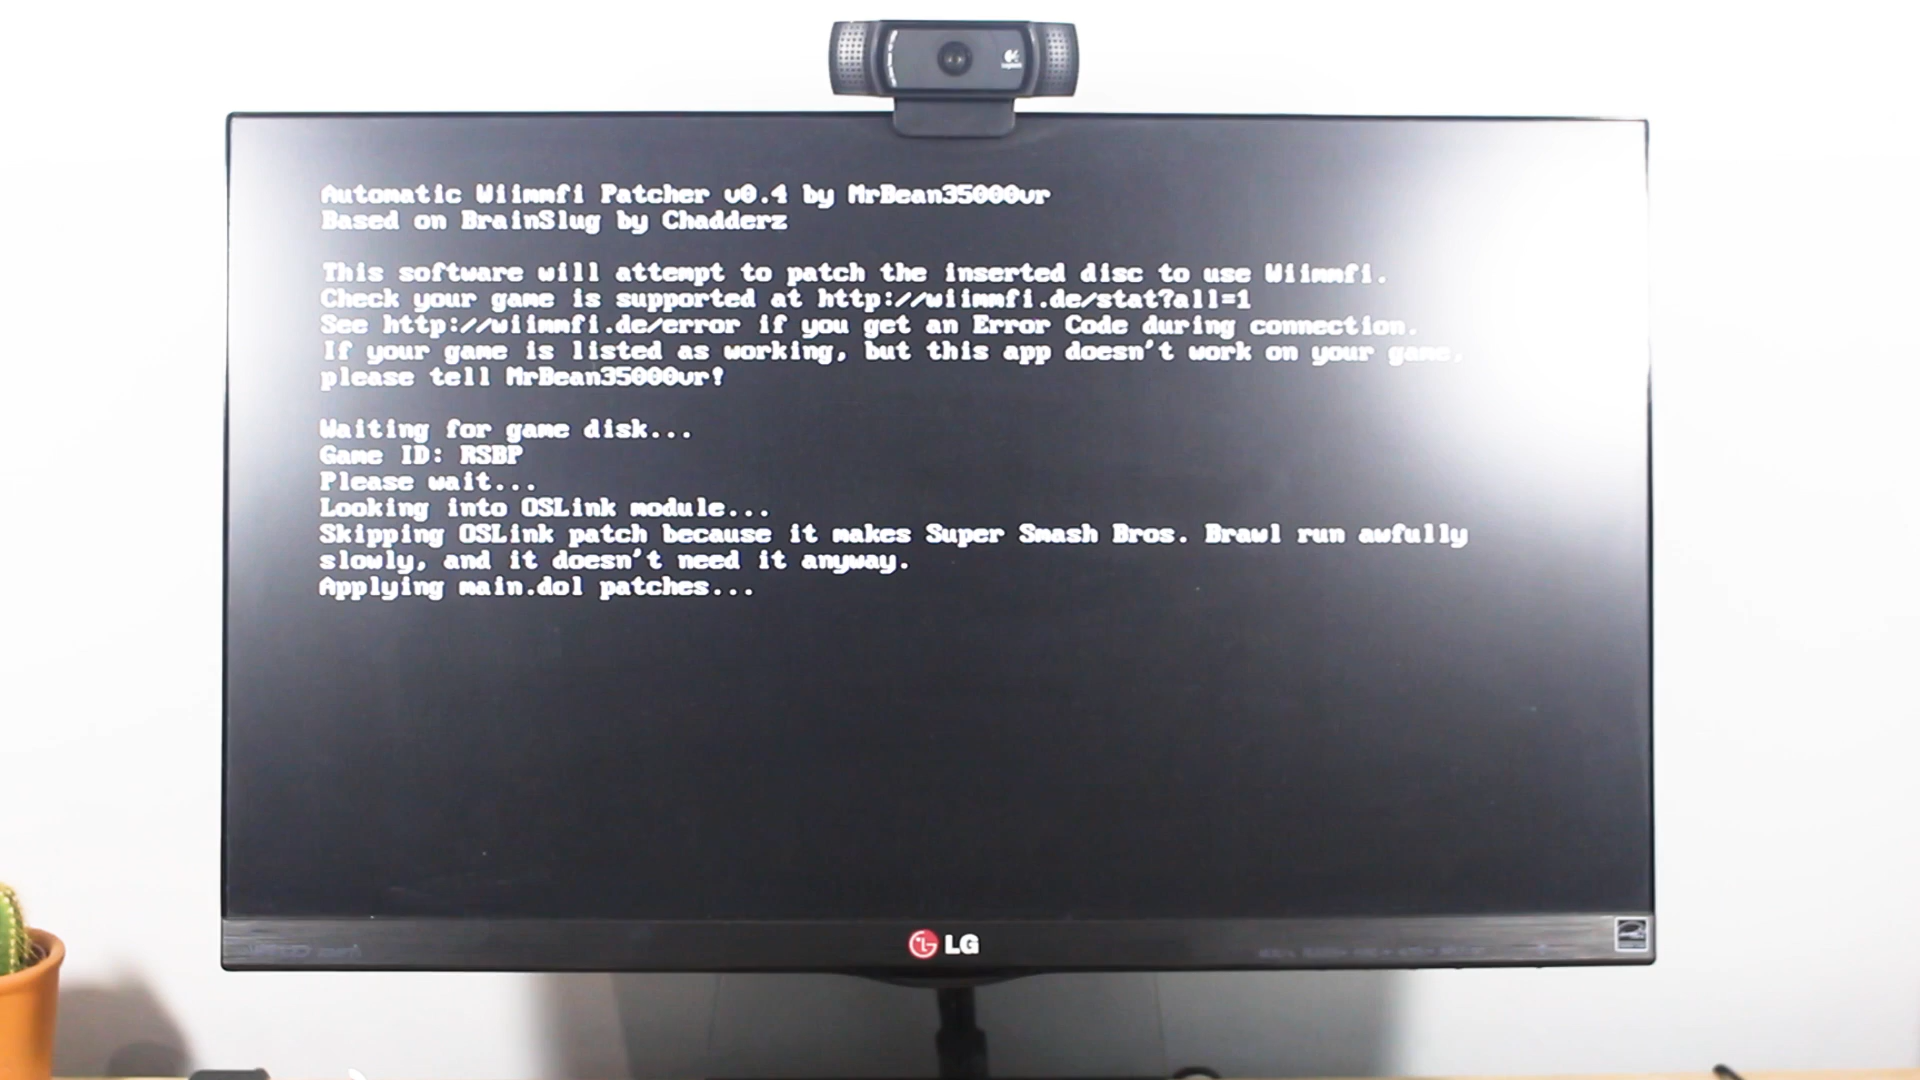 Automatic Wiimmfi Patcher v0.4 by MrBean35000vr
Based on BrainSlug by Chadderz
This software will attempt to patch the inserted disc to use Wiimmfi.
Check your game is supported at http://wiimmfi.de/stat?all=1
See http://wiimmfi.de/error if you get an Error Code during connection.
If your game is listed as working, but this app doesn't work on your game,
please tell MrBean35000vr!
Waiting for game disk...
Game ID: RSBP
Please wait...
Looking into OSLink module...
Skipping OSLink patch because it makes Super Smash Bros. Brawl run awfully
slowly, and it doesn't need it anyway.
Applying main.dol patches...
LG